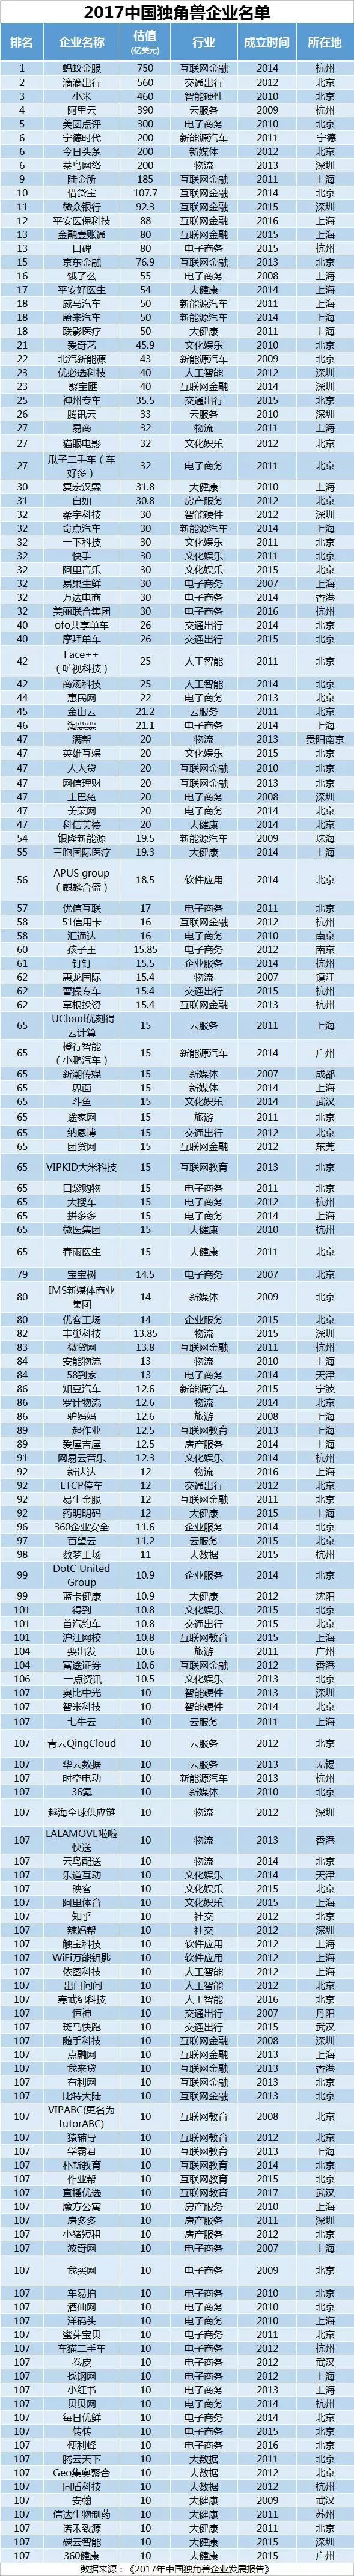 2017中国独角兽企业名单
排名 企业名称 估值(亿美元) 行业 成立时间 所在地
1 蚂蚁金服 750 互联网金融 2014 杭州
2 滴滴出行 560 交通出行 2012 北京
3 小米 460 智能硬件 2010 北京
4 阿里云 390 云服务 2009 杭州
5 美团点评 300 电子商务 2010 北京
6 宁德时代 200 新能源汽车 2011 宁德
6 今日头条 200 新媒体 2012 北京
6 菜鸟网络 200 物流 2013 深圳
9 陆金所 185 互联网金融 2011 上海
10 借贷宝 107.7 互联网金融 2014 北京
11 微众银行 92.3 互联网金融 2015 深圳
12 平安医保科技 88 互联网金融 2016 上海
13 金融壹账通 80 互联网金融 2015 上海
13 口碑 80 电子商务 2015 杭州
15 京东金融 76.9 互联网金融 2013 北京
16 饿了么 55 电子商务 2008 上海
17 平安好医生 54 大健康 2014 上海
18 威马汽车 50 新能源汽车 2011 上海
18 蔚来汽车 50 新能源汽车 2014 上海
18 联影医疗 50 大健康 2011 上海
21 爱奇艺 45.9 文化娱乐 2010 北京
22 北汽新能源 43 新能源汽车 2009 北京
23 优必选科技 40 人工智能 2012 深圳
23 聚宝匯 40 互联网金融 2014 北京
25 神州专车 35.5 交通出行 2015 北京
26 腾讯云 33 云服务 2010 深圳
27 易商 32 物流 2011 上海
27 猫眼电影 32 文化娱乐 2012 北京
27 瓜子二手车（车好多） 32 电子商务 2011 北京
30 复宏汉霖 31.8 大健康 2010 上海
31 自如 30.8 房产服务 2012 北京
32 柔宇科技 30 智能硬件 2012 深圳
32 奇点汽车 30 新能源汽车 2014 上海
32 一下科技 30 文化娱乐 2011 北京
32 快手 30 文化娱乐 2011 北京
32 阿里音乐 30 文化娱乐 2015 北京
32 易果生鲜 30 电子商务 2007 上海
32 万达电商 30 电子商务 2014 香港
32 美丽联合集团 30 电子商务 2016 杭州
40 ofo共享单车 26 交通出行 2014 北京
40 摩拜单车 26 交通出行 2015 北京
42 Face++（旷视科技） 25 人工智能 2011 北京
42 商汤科技 25 人工智能 2014 北京
44 惠民网 22 电子商务 2013 北京
45 金山云 21.2 云服务 2011 北京
46 淘票票 21.1 电子商务 2014 上海
47 满帮 20 物流 2013 贵阳南京
47 英雄互娱 20 文化娱乐 2015 北京
47 人人贷 20 互联网金融 2010 北京
47 网信理财 20 互联网金融 2013 北京
47 土巴兔 20 电子商务 2008 深圳
47 美菜网 20 电子商务 2014 北京
47 科信美德 20 大健康 2014 北京
54 银隆新能源 19.5 新能源汽车 2009 珠海
55 三胞国际医疗 19.3 大健康 2014 上海
56 APUS group（麒麟合盛） 18.5 软件应用 2014 北京
57 优信互联 17 电子商务 2011 北京
58 51信用卡 16 互联网金融 2012 杭州
58 汇通达 16 电子商务 2010 南京
60 孩子王 15.85 电子商务 2012 南京
61 钉钉 15.5 企业服务 2014 杭州
62 惠龙国际 15.4 物流 2007 镇江
62 曹操专车 15.4 交通出行 2015 杭州
62 草根投资 15.4 互联网金融 2013 杭州
65 UCloud优刻得云计算 15 云服务 2011 上海
65 橙行智能（小鹏汽车） 15 新能源汽车 2014 广州
65 新潮传媒 15 新媒体 2007 成都
65 界面 15 新媒体 2014 上海
65 斗鱼 15 文化娱乐 2014 武汉
65 途家网 15 旅游 2011 北京
65 纳恩博 15 交通出行 2012 北京
65 团贷网 15 互联网金融 2012 东莞
65 VIPKID大米科技 15 互联网教育 2013 北京
65 口袋购物 15 电子商务 2011 北京
65 大搜车 15 电子商务 2012 杭州
65 拼多多 15 电子商务 2014 上海
65 微医集团 15 大健康 2010 杭州
65 春雨医生 15 大健康 2011 北京
79 宝宝树 14.5 电子商务 2007 北京
80 IMS新媒体商业集团 14 新媒体 2009 北京
80 优客工场 14 企业服务 2015 北京
82 丰巢科技 13.85 物流 2015 深圳
83 微贷网 13.8 互联网金融 2011 杭州
84 安能物流 13 物流 2010 上海
84 58到家 13 电子商务 2014 天津
86 知豆汽车 12.6 新能源汽车 2015 宁波
86 罗计物流 12.6 物流 2014 北京
86 驴妈妈 12.6 旅游 2008 上海
89 一起作业 12.5 互联网教育 2013 上海
89 爱屋吉屋 12.5 房产服务 2014 上海
91 网易云音乐 12.3 文化娱乐 2014 杭州
92 新达达 12 物流 2016 上海
92 ETCP停车 12 交通出行 2012 北京
92 易生金服 12 互联网金融 2011 北京
92 药明明码 12 大健康 2015 上海
96 360企业安全 11.6 企业服务 2014 北京
97 百望云 11.2 云服务 2015 北京
98 数梦工场 11 大数据 2015 杭州
99 DotC United Group 10.9 企业服务 2014 北京
99 蓝卡健康 10.9 大健康 2012 沈阳
101 得到 10.8 文化娱乐 2015 北京
101 首汽约车 10.8 交通出行 2015 北京
101 沪江网校 10.8 互联网教育 2015 上海
104 要出发 10.6 旅游 2011 广州
104 富途证券 10.6 互联网金融 2012 香港
106 一点资讯 10.5 文化娱乐 2013 北京
107 奥比中光 10 智能硬件 2013 深圳
107 智米科技 10 智能硬件 2014 北京
107 七牛云 10 云服务 2011 上海
107 青云QingCloud 10 云服务 2012 北京
107 华云数据 10 云服务 2013 无锡
107 时空电动 10 新能源汽车 2013 杭州
107 36氪 10 新媒体 2010 北京
107 越海全球供应链 10 物流 2012 深圳
107 LALAMOVE啦啦快送 10 物流 2013 香港
107 云鸟配送 10 物流 2014 北京
107 乐道互动 10 文化娱乐 2014 天津
107 映客 10 文化娱乐 2015 北京
107 阿里体育 10 文化娱乐 2015 上海
107 知乎 10 社交 2012 北京
107 辣妈帮 10 社交 2012 深圳
107 触宝科技 10 软件应用 2012 上海
107 WiFi万能钥匙 10 软件应用 2012 上海
107 依图科技 10 人工智能 2012 上海
107 出门问问 10 人工智能 2012 北京
107 寒武纪科技 10 人工智能 2016 北京
107 恒神 10 交通出行 2007 丹阳
107 斑马快跑 10 交通出行 2015 武汉
107 随手科技 10 互联网金融 2008 深圳
107 点融网 10 互联网金融 2013 上海
107 我来贷 10 互联网金融 2013 香港
107 有利网 10 互联网金融 2013 北京
107 比特大陆 10 互联网金融 2013 北京
107 VIPABC(更名为tutorABC) 10 互联网教育 2008 北京
107 猿辅导 10 互联网教育 2012 北京
107 学霸君 10 互联网教育 2013 上海
107 朴新教育 10 互联网教育 2014 北京
107 作业帮 10 互联网教育 2015 北京
107 直播优选 10 互联网教育 2017 武汉
107 魔方公寓 10 房产服务 2010 上海
107 房多多 10 房产服务 2011 深圳
107 小猪短租 10 房产服务 2012 北京
107 波奇网 10 电子商务 2007 上海
107 我买网 10 电子商务 2009 北京
107 车易拍 10 电子商务 2010 北京
107 酒仙网 10 电子商务 2010 北京
107 洋码头 10 电子商务 2010 上海
107 蜜芽宝贝 10 电子商务 2011 北京
107 车猫二手车 10 电子商务 2012 杭州
107 卷皮 10 电子商务 2012 武汉
107 找钢网 10 电子商务 2012 上海
107 小红书 10 电子商务 2013 上海
107 贝贝网 10 电子商务 2014 杭州
107 每日优鲜 10 电子商务 2014 北京
107 转转 10 电子商务 2015 北京
107 便利蜂 10 电子商务 2016 北京
107 腾云天下 10 大数据 2011 北京
107 Geo集奥聚合 10 大数据 2012 北京
107 同盾科技 10 大数据 2012 杭州
107 安翰 10 大健康 2009 武汉
107 信达生物制药 10 大健康 2011 苏州
107 诺禾致源 10 大健康 2011 北京
107 碳云智能 10 大健康 2015 深圳
107 360健康 10 大健康 2015 广州
数据来源：《2017年中国独角兽企业发展报告》